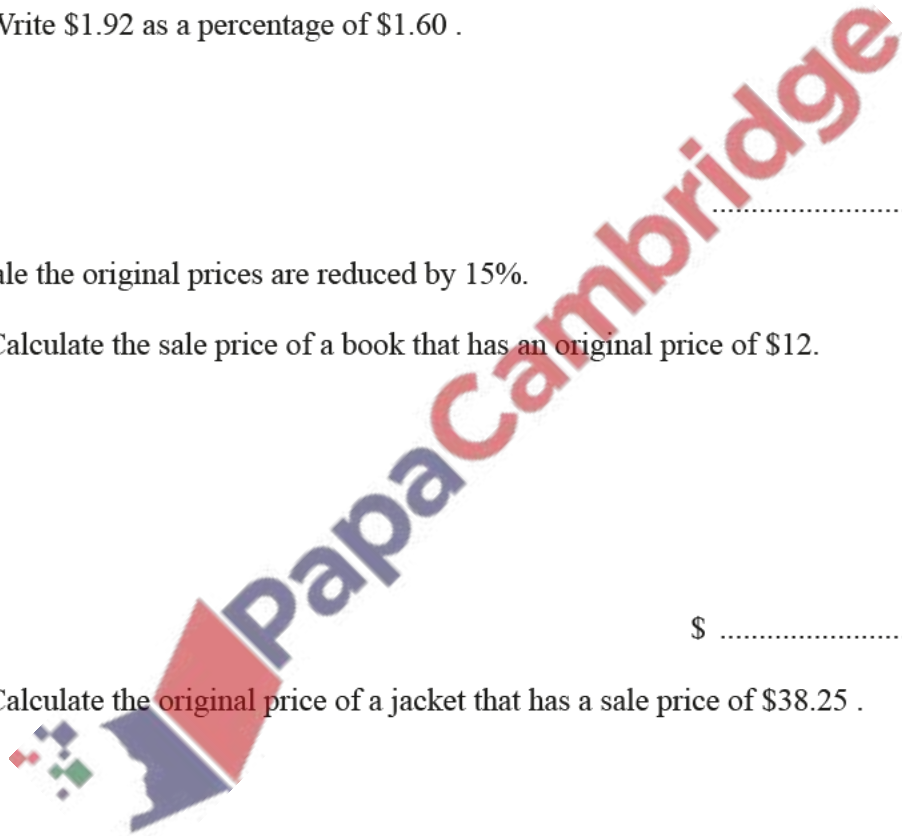 Write $1.92 as a percentage of $1.60 .
........................
ale the original prices are reduced by 15%.
Calculate the sale price of a book that has an original price of $12.
$ ........................
Calculate the original price of a jacket that has a sale price of $38.25 .
PapaCambridge